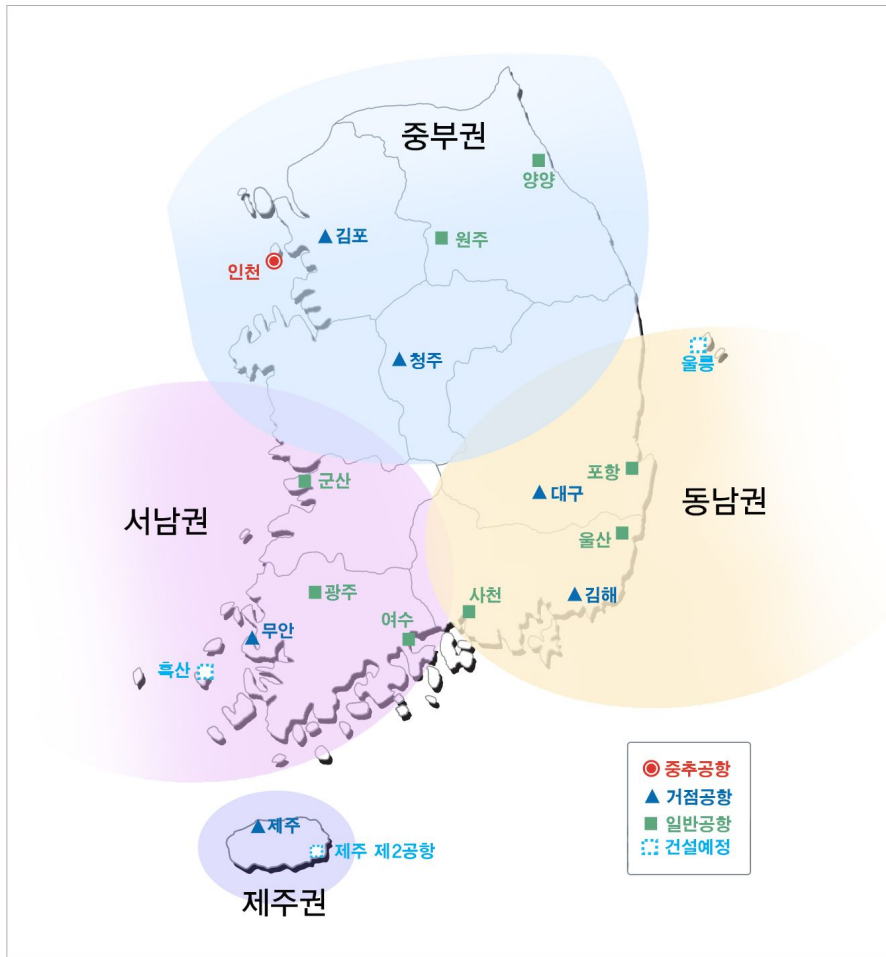 중부권
양양
김포
원주
인천
청주
울릉
포항
군산
대구
서남권
동남권
울산
광주
사천
김해
여수
무안
흑산
중추공항
거점공항
일반공항
건설예정
제주
제주 제2공항
제주권